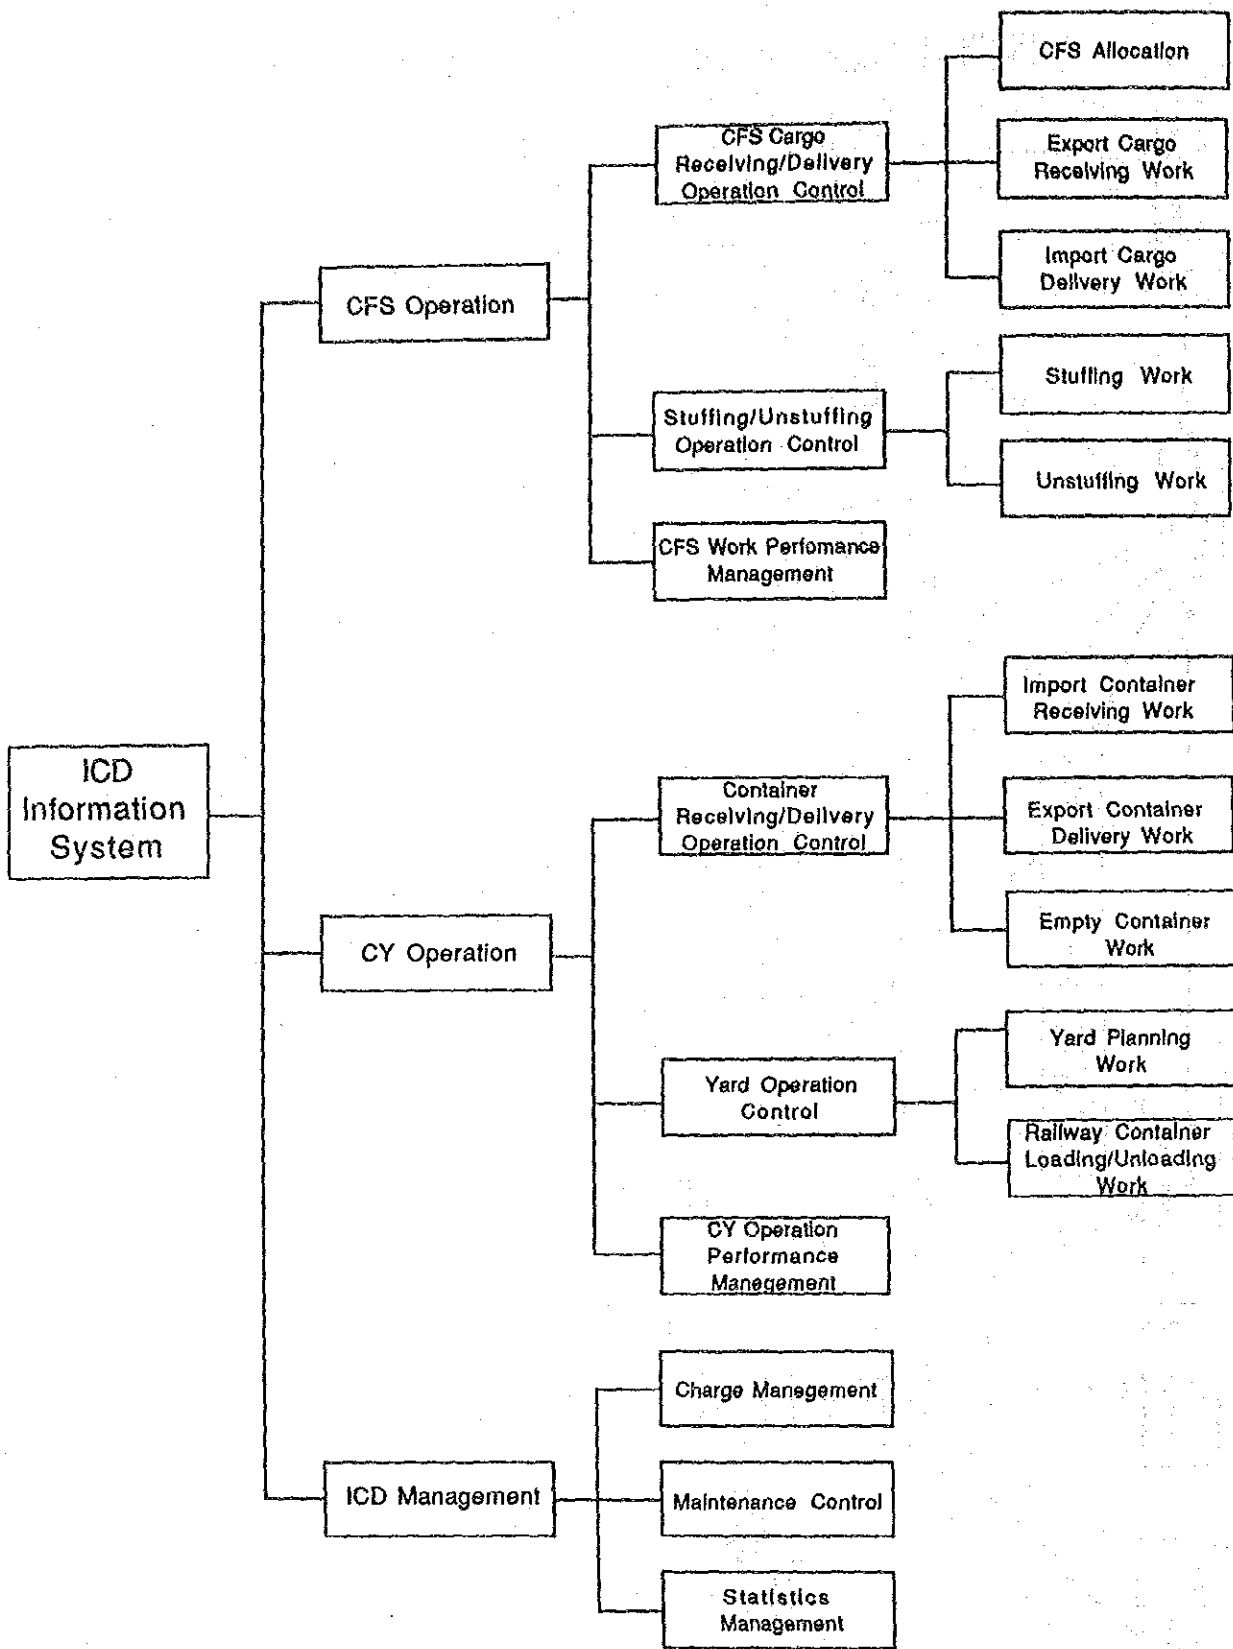 CFS Allocation
CFS Cargo
Receiving/Delivery
Operation Control
Export Cargo
Receiving Work
Import Cargo
Delivery Work
CFS Operation
Stuffing Work
Stuffing/Unstuffing
Operation Control
Unstuffing Work
CFS Work Perfomance
Management
Import Container
Receiving Work
ICD
Information
System
Container
Receiving/Delivery
Operation Control
Export Container
Delivery Work
CY Operation
Empty Container
Work
Yard Planning
Work
Yard Operation
Control
Railway Container
Loading/Unloading
Work
CY Operation
Performance
Manegement
Charge Manegement
ICD Management
Maintenance Control
Statistics
Management